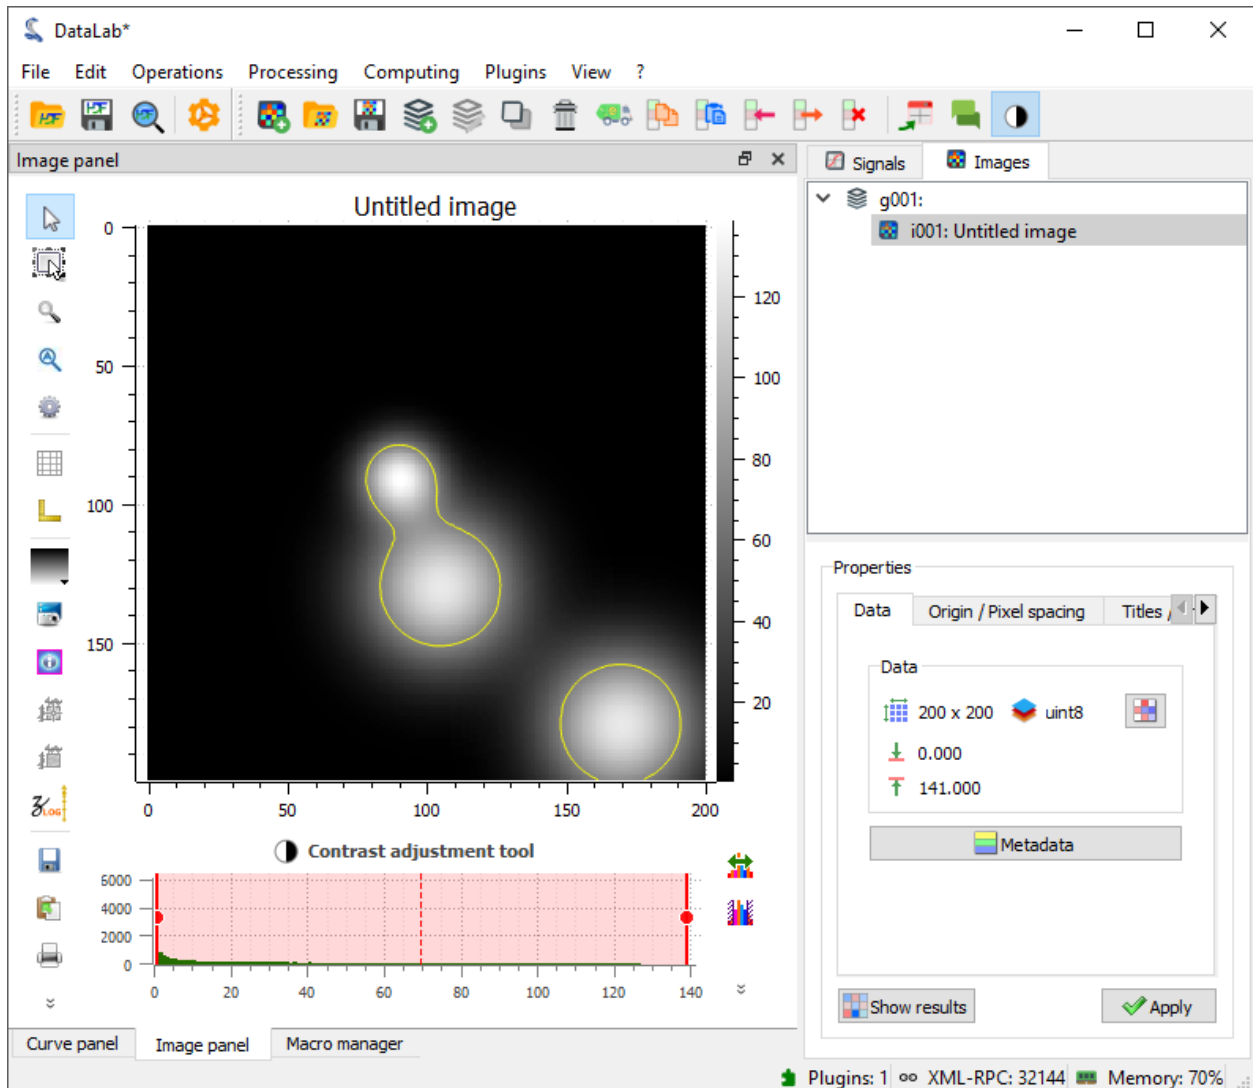 DataLab*
File Edit Operations Processing Computing Plugins View ?
Image panel
Signals Images
g001:
i001: Untitled image
Untitled image
0
50
100
150
0 50 100 150 200
120
100
80
60
40
20
Contrast adjustment tool
6000
4000
2000
0
0 20 40 60 80 100 120 140
LOG
Properties
Data Origin / Pixel spacing Titles /
Data
200 x 200 uint8
0.000
141.000
Metadata
Show results Apply
Curve panel Image panel Macro manager
Plugins: 1 XML-RPC: 32144 Memory: 70%